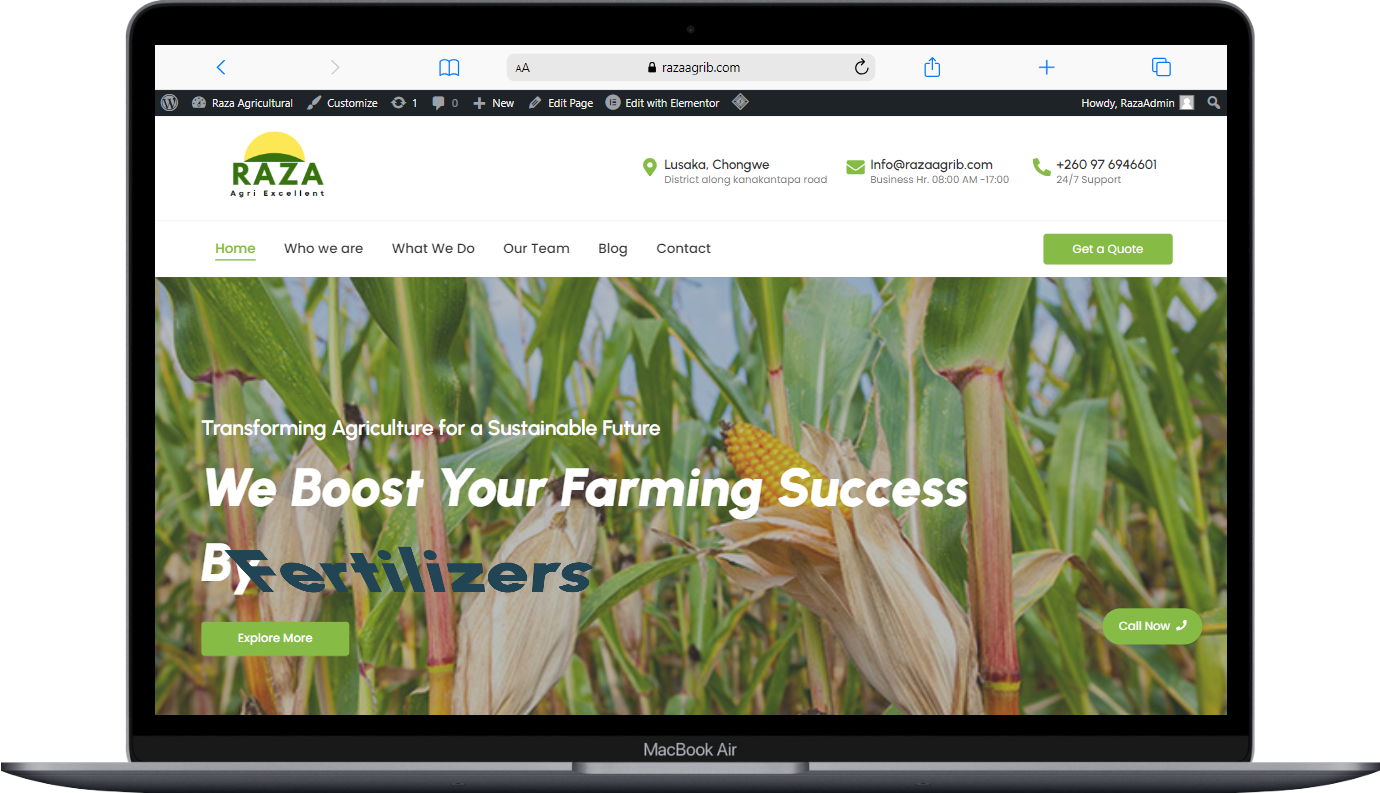 AA razaagrib.com
Raza Agricultural Customize 1 0 New Edit Page Edit with Elementor Howdy, RazaAdmin
RAZA
Agri Excellent
Lusaka, Chongwe
District along kanakantapa road
Info@razaagrib.com
Business Hr. 08:00 AM -17:00
+260 97 6946601
24/7 Support
Home Who we are What We Do Our Team Blog Contact Get a Quote
Transforming Agriculture for a Sustainable Future
We Boost Your Farming Success
By Fertilizers
Explore More
Call Now
MacBook Air